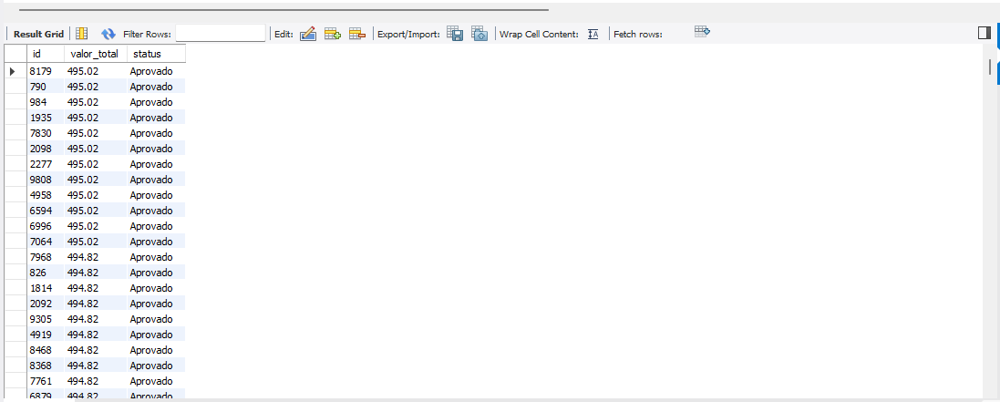 Result Grid Filter Rows: Edit: Export/Import: Wrap Cell Content: Fetch rows:
id valor_total status
8179 495.02 Aprovado
790 495.02 Aprovado
984 495.02 Aprovado
1935 495.02 Aprovado
7830 495.02 Aprovado
2098 495.02 Aprovado
2277 495.02 Aprovado
9808 495.02 Aprovado
4958 495.02 Aprovado
6594 495.02 Aprovado
6996 495.02 Aprovado
7064 495.02 Aprovado
7968 494.82 Aprovado
826 494.82 Aprovado
1814 494.82 Aprovado
2092 494.82 Aprovado
9305 494.82 Aprovado
4919 494.82 Aprovado
8468 494.82 Aprovado
8368 494.82 Aprovado
7761 494.82 Aprovado
6879 494.82 Aprovado